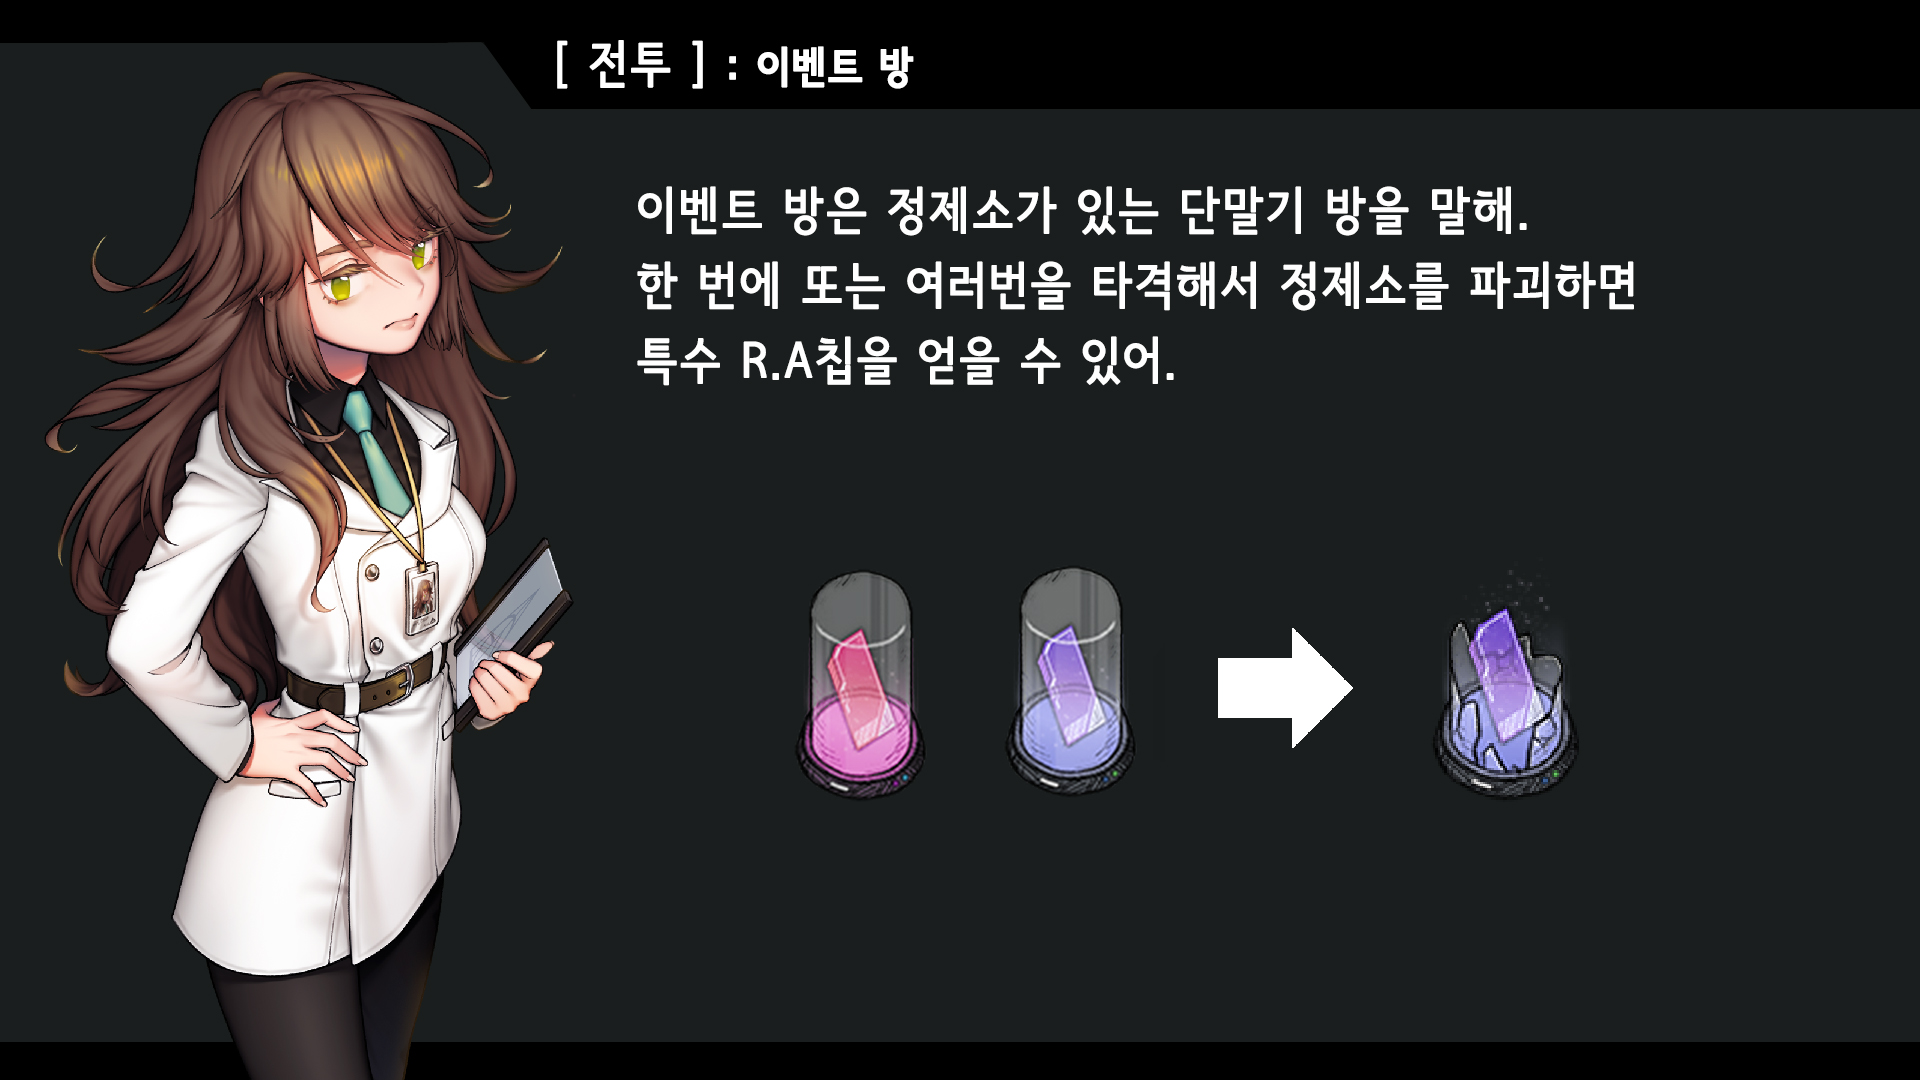 [ 전투 ] : 이벤트 방
이벤트 방은 정제소가 있는 단말기 방을 말해.
한 번에 또는 여러번을 타격해서 정제소를 파괴하면
특수 R.A칩을 얻을 수 있어.